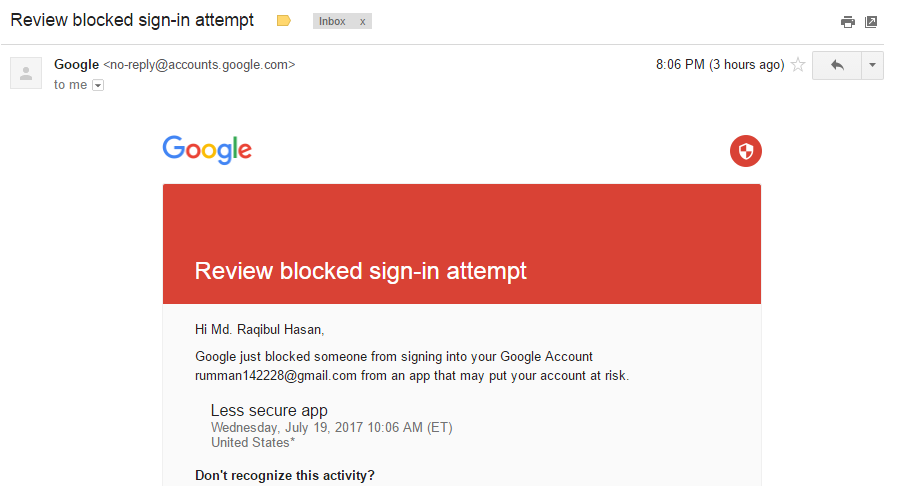 Review blocked sign-in attempt
Inbox x
Google <no-reply@accounts.google.com>
8:06 PM (3 hours ago)
to me
Google
Review blocked sign-in attempt
Hi Md. Raqibul Hasan,
Google just blocked someone from signing into your Google Account
rumman142228@gmail.com from an app that may put your account at risk.
Less secure app
Wednesday, July 19, 2017 10:06 AM (ET)
United States*
Don't recognize this activity?